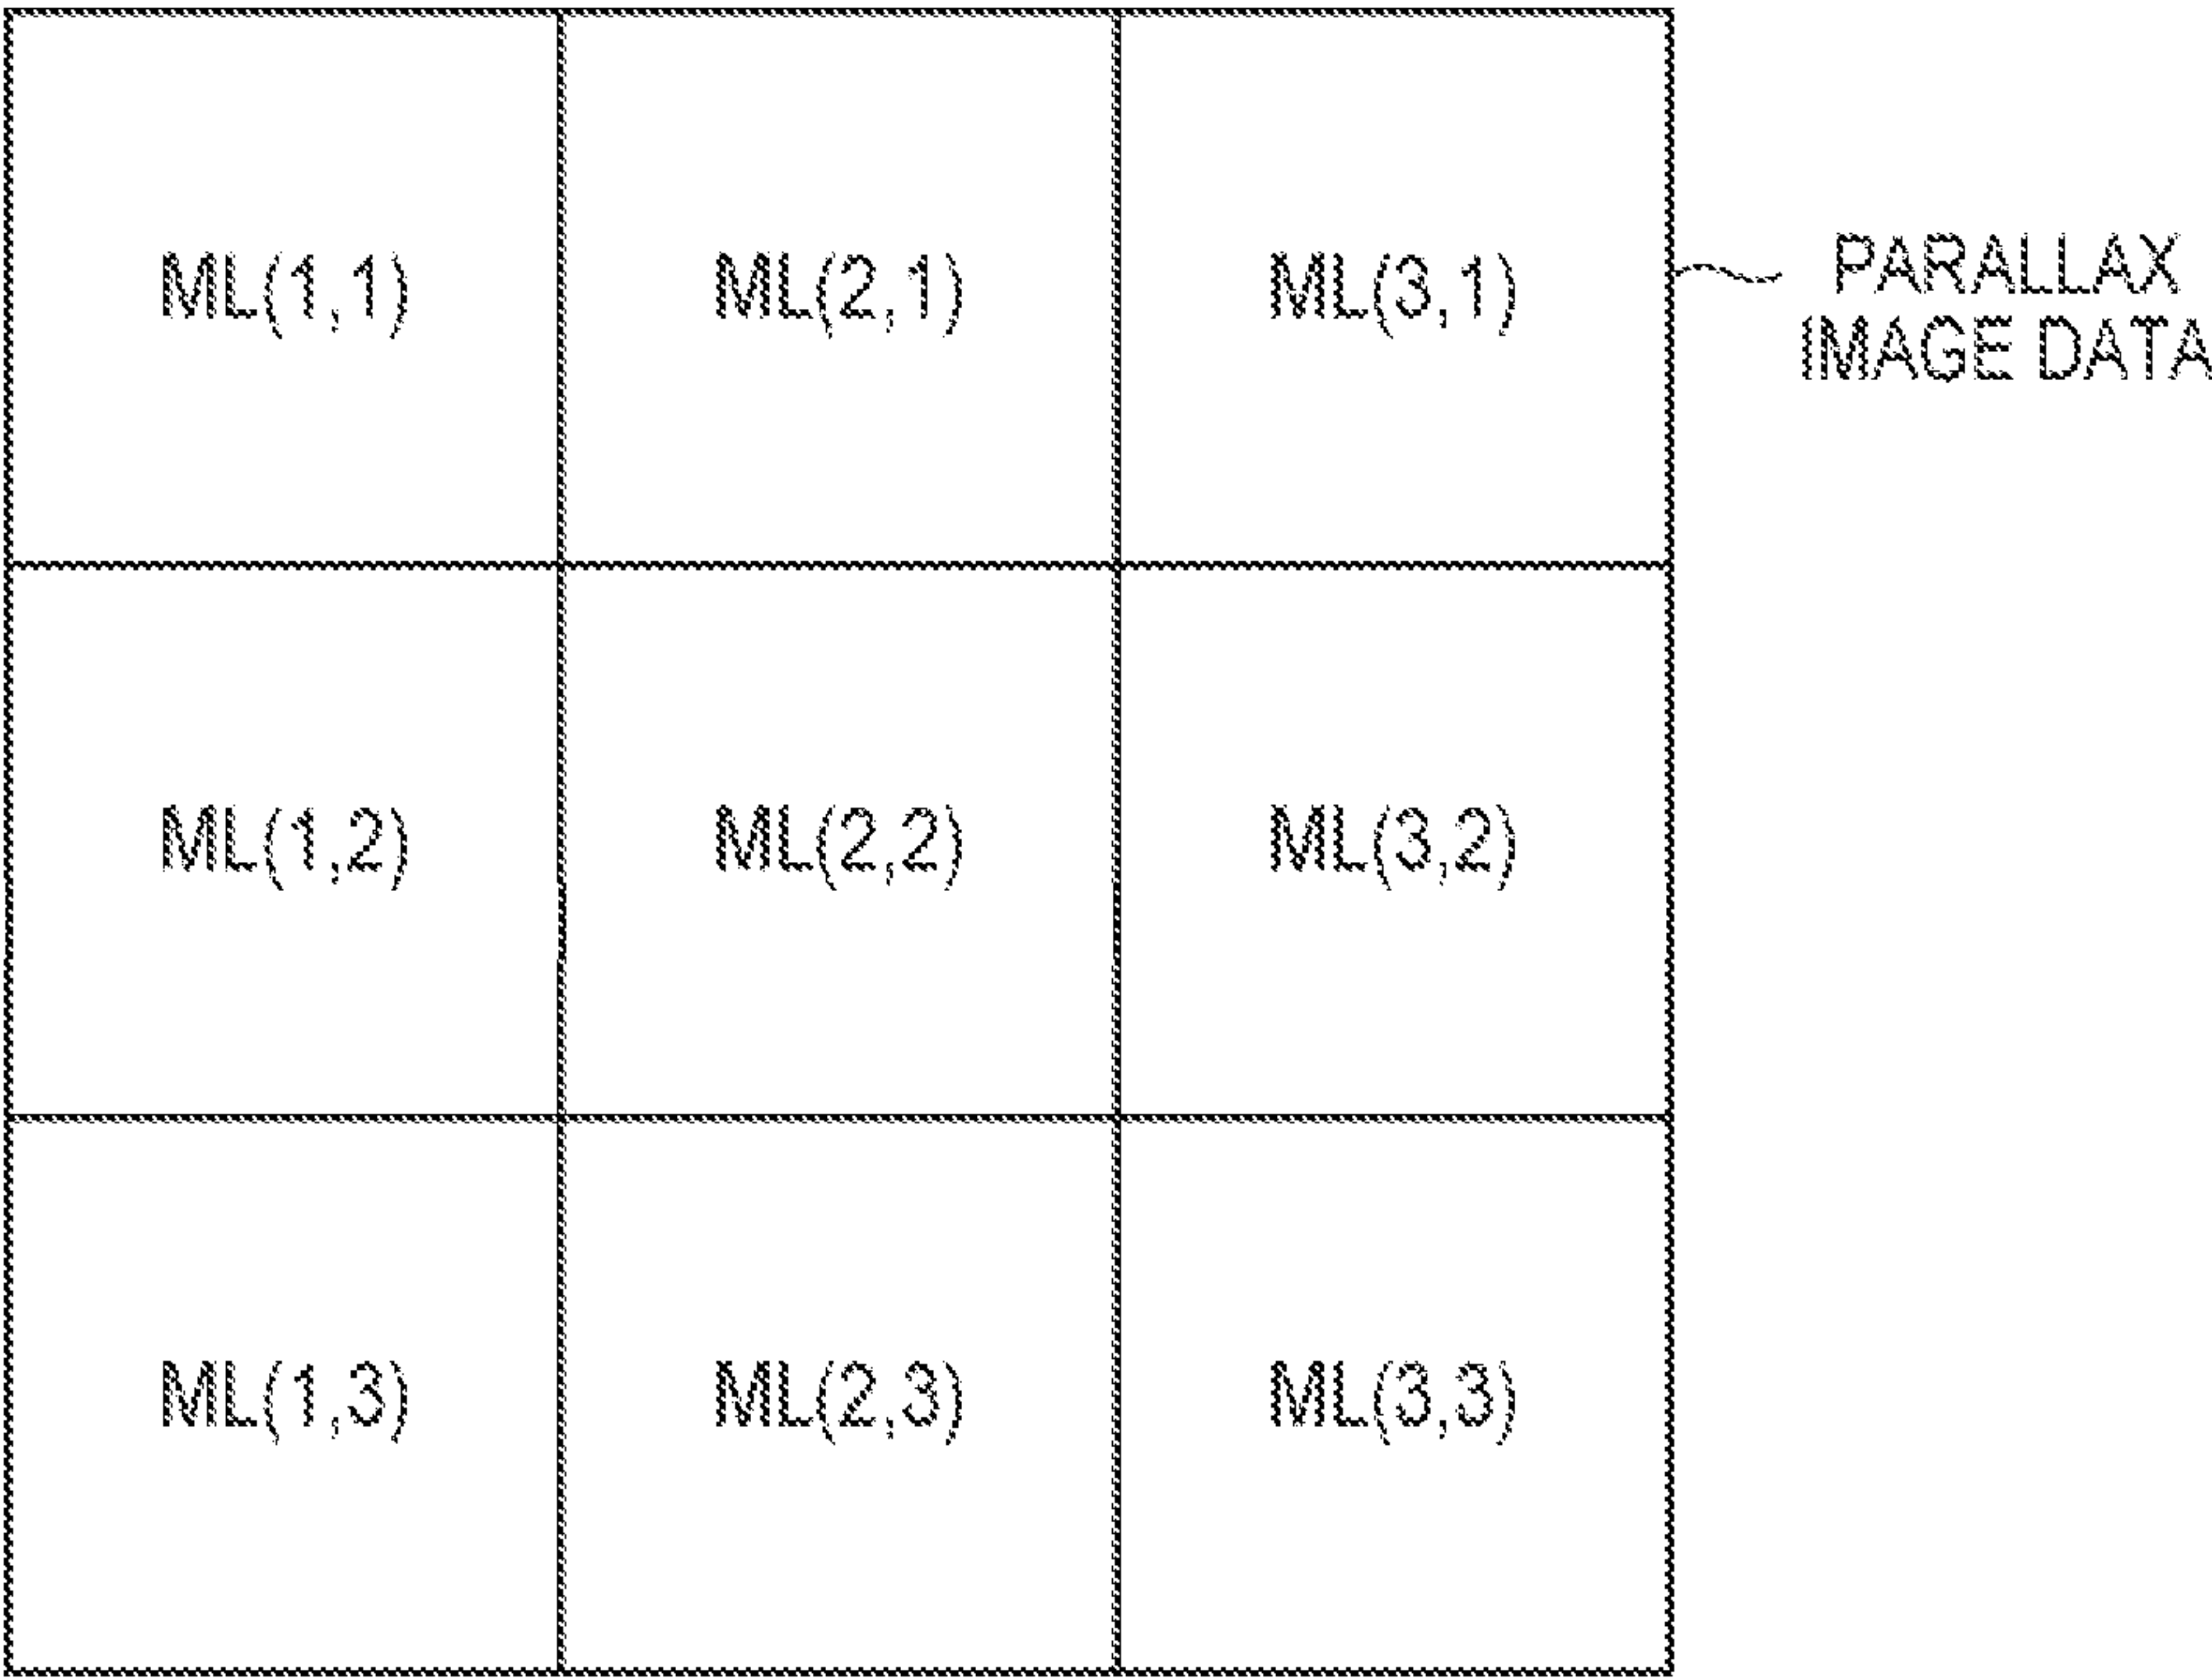 ML(1,1) ML(2,1) ML(3,1)
PARALLAX
IMAGE DATA
ML(1,2) ML(2,2) ML(3,2)
ML(1,3) ML(2,3) ML(3,3)